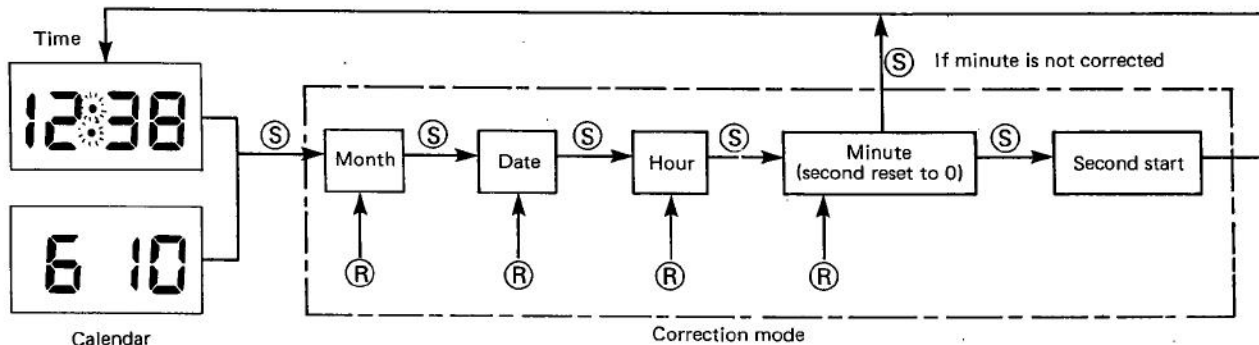 Time
12:38
Ⓢ If minute is not corrected
Ⓢ Month Ⓢ Date Ⓢ Hour Ⓢ Minute (second reset to 0) Ⓢ Second start
Ⓡ Ⓡ Ⓡ Ⓡ
6 10
Calendar
Correction mode